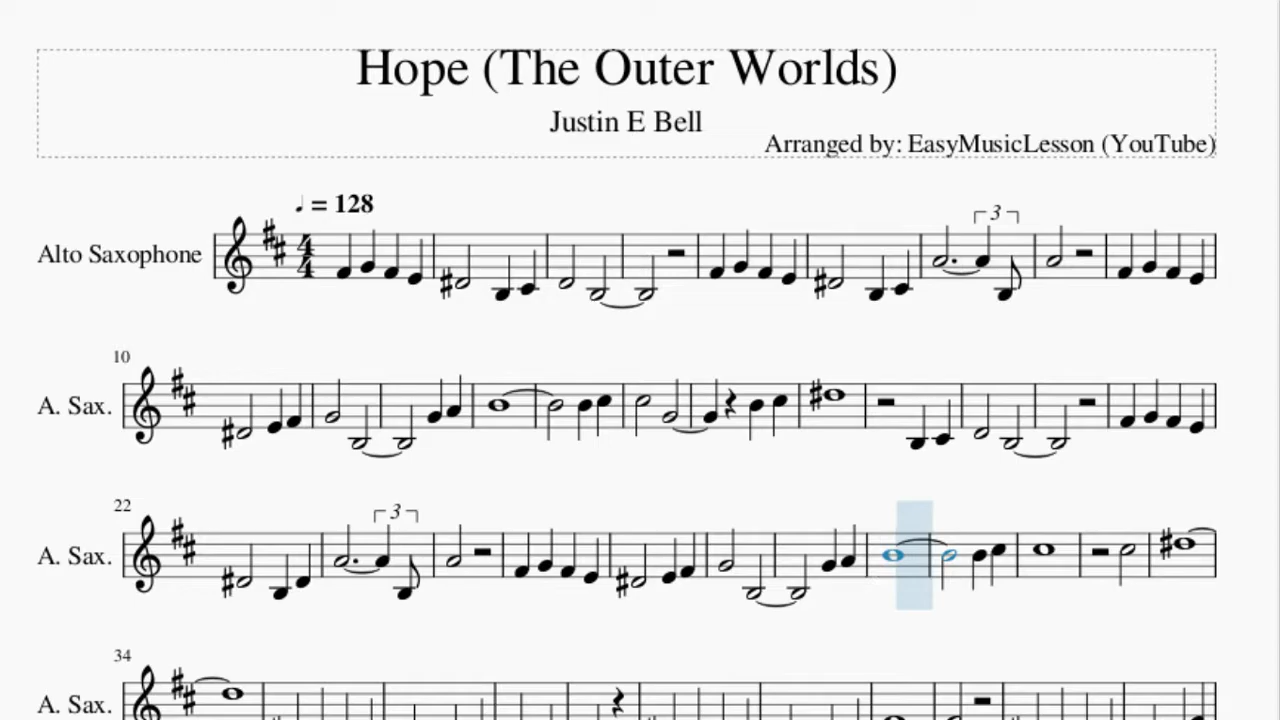 Hope (The Outer Worlds)
Justin E Bell
Arranged by: EasyMusicLesson (YouTube)
♩ = 128
3
Alto Saxophone
4
4
10
A. Sax.
22
3
A. Sax.
34
A. Sax.